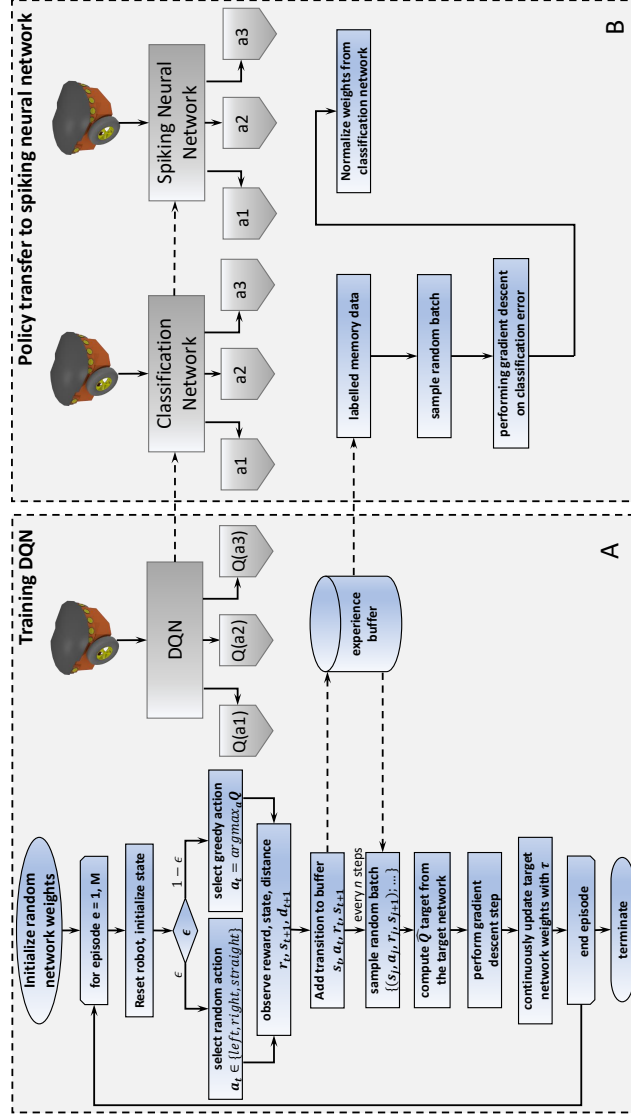 Training DQN
Initialize random
network weights
for episode e = 1, M
Reset robot, initialize state
ϵ
ϵ
1 − ϵ
select random action
a_t ∈ {left, right, straight}
select greedy action
a_t = argmax_a Q
observe reward, state, distance
r_t, s_{t+1}, d_{t+1}
Add transition to buffer
s_t, a_t, r_t, s_{t+1}
every n steps
sample random batch
{(s_j, a_j, r_j, s_{j+1}); … }
compute Q̂ target from
the target network
perform gradient
descent step
continuously update target
network weights with τ
end episode
terminate
DQN
Q(a1)
Q(a2)
Q(a3)
experience
buffer
A
Policy transfer to spiking neural network
Classification
Network
a1
a2
a3
Spiking Neural
Network
a1
a2
a3
labelled memory data
sample random batch
performing gradient descent
on classification error
Normalize weights from
classification network
B